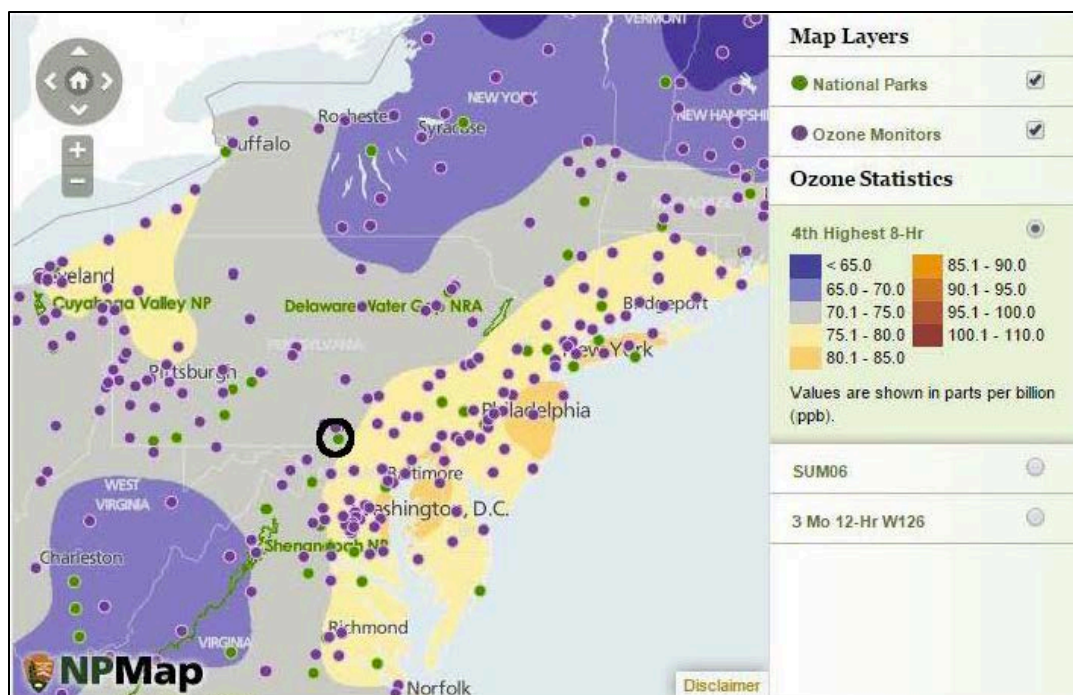 VERMONT
NEW YORK
Rochester
Syracuse
NEW HAMPSHI
Buffalo
Cleveland
Cuyahoga Valley NP
Delaware Water Gap NRA
Bridgeport
PENNSYLVANIA
New York
Pittsburgh
Philadelphia
Baltimore
WEST
VIRGINIA
Washington, D.C.
Shenandoah NP
Charleston
Richmond
VIRGINIA
NPMap
Norfolk
Disclaimer
Map Layers
National Parks
Ozone Monitors
Ozone Statistics
4th Highest 8-Hr
< 65.0 85.1 - 90.0
65.0 - 70.0 90.1 - 95.0
70.1 - 75.0 95.1 - 100.0
75.1 - 80.0 100.1 - 110.0
80.1 - 85.0
Values are shown in parts per billion
(ppb).
SUM06
3 Mo 12-Hr W126